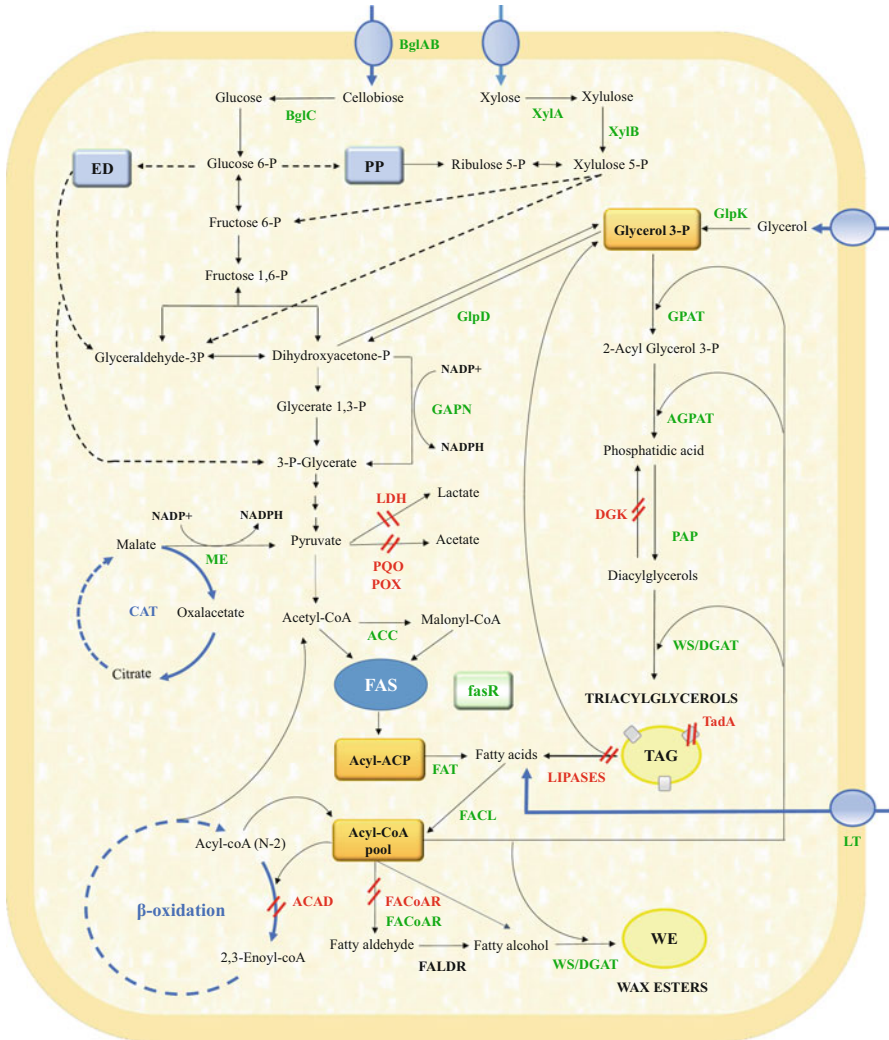 BglAB
Glucose
Cellobiose
Xylose
Xylulose
BglC
XylA
XylB
ED
Glucose 6-P
PP
Ribulose 5-P
Xylulose 5-P
GlpK
Fructose 6-P
Glycerol 3-P
Glycerol
Fructose 1,6-P
GlpD
GPAT
2-Acyl Glycerol 3-P
Glyceraldehyde-3P
Dihydroxyacetone-P
NADP+
Glycerate 1,3-P
GAPN
AGPAT
NADPH
Phosphatidic acid
3-P-Glycerate
LDH
Lactate
DGK
NADP+
NADPH
Malate
ME
Pyruvate
Acetate
PAP
PQO
POX
Diacylglycerols
CAT
Oxalacetate
Acetyl-CoA
ACC
Malonyl-CoA
WS/DGAT
Citrate
FAS
fasR
TRIACYLGLYCEROLS
TadA
Acyl-ACP
FAT
Fatty acids
LIPASES
TAG
FACL
LT
Acyl-coA (N-2)
Acyl-CoA
pool
β-oxidation
ACAD
FACoAR
FACoAR
2,3-Enoyl-coA
Fatty aldehyde
FALDR
Fatty alcohol
WS/DGAT
WE
WAX ESTERS